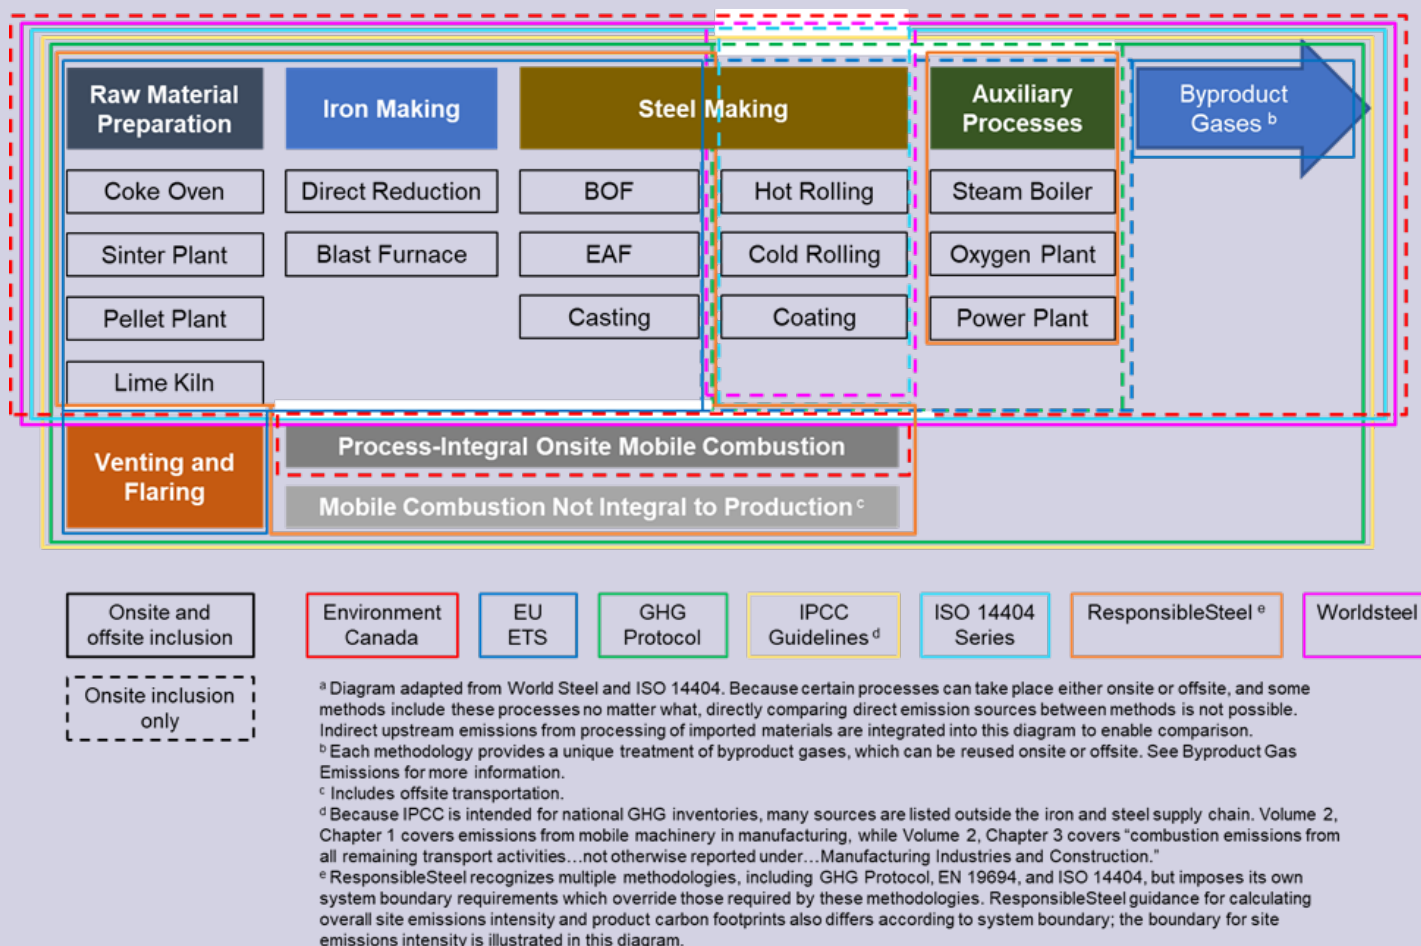 Raw Material
Preparation
Iron Making
Steel Making
Auxiliary
Processes
Byproduct
Gases b
Coke Oven
Direct Reduction
BOF
Hot Rolling
Steam Boiler
Sinter Plant
Blast Furnace
EAF
Cold Rolling
Oxygen Plant
Pellet Plant
Casting
Coating
Power Plant
Lime Kiln
Venting and
Flaring
Process-Integral Onsite Mobile Combustion
Mobile Combustion Not Integral to Production c
Onsite and
offsite inclusion
Environment
Canada
EU
ETS
GHG
Protocol
IPCC
Guidelines d
ISO 14404
Series
ResponsibleSteel e
Worldsteel
Onsite inclusion
only
a Diagram adapted from World Steel and ISO 14404. Because certain processes can take place either onsite or offsite, and some
methods include these processes no matter what, directly comparing direct emission sources between methods is not possible.
Indirect upstream emissions from processing of imported materials are integrated into this diagram to enable comparison.
b Each methodology provides a unique treatment of byproduct gases, which can be reused onsite or offsite. See Byproduct Gas
Emissions for more information.
c Includes offsite transportation.
d Because IPCC is intended for national GHG inventories, many sources are listed outside the iron and steel supply chain. Volume 2,
Chapter 1 covers emissions from mobile machinery in manufacturing, while Volume 2, Chapter 3 covers “combustion emissions from
all remaining transport activities…not otherwise reported under…Manufacturing Industries and Construction.”
e ResponsibleSteel recognizes multiple methodologies, including GHG Protocol, EN 19694, and ISO 14404, but imposes its own
system boundary requirements which override those required by these methodologies. ResponsibleSteel guidance for calculating
overall site emissions intensity and product carbon footprints also differs according to system boundary; the boundary for site
emissions intensity is illustrated in this diagram.